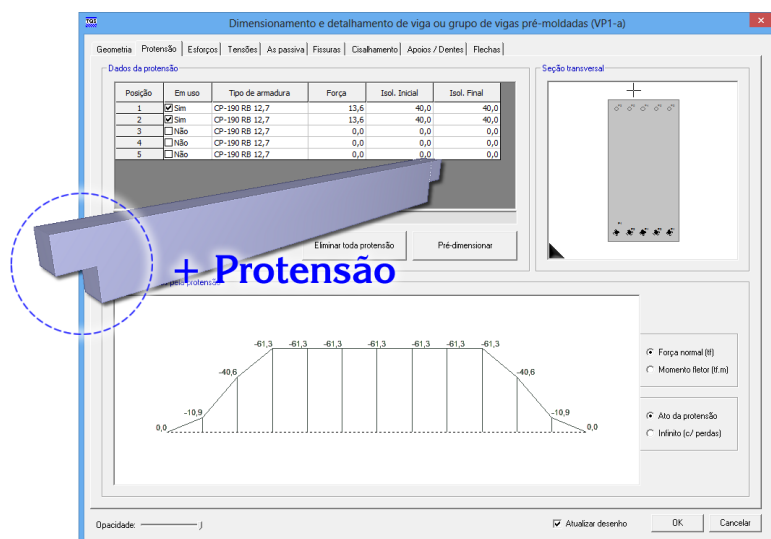 TQS
Dimensionamento e detalhamento de viga ou grupo de vigas pré-moldadas (VP1-a)
X
Geometria Protensão Esforços Tensões As passiva Fissuras Cisalhamento Apoios / Dentes Flechas
Dados da protensão
Seção transversal
Posição Em uso Tipo de armadura Força Isol. Inicial Isol. Final
1 Sim CP-190 RB 12,7 13,6 40,0 40,0
2 Sim CP-190 RB 12,7 13,6 40,0 40,0
3 Não CP-190 RB 12,7 0,0 0,0 0,0
4 Não CP-190 RB 12,7 0,0 0,0 0,0
5 Não CP-190 RB 12,7 0,0 0,0 0,0
Eliminar toda protensão Pré-dimensionar
+ Protensão
pela protensão
-61,3 -61,3 -61,3 -61,3 -61,3 -61,3 -61,3
-40,6 -40,6
-10,9 -10,9
0,0 0,0
Força normal (tf)
Momento fletor (tf.m)
Ato da protensão
Infinito (c/ perdas)
Opacidade:
Atualizar desenho OK Cancelar